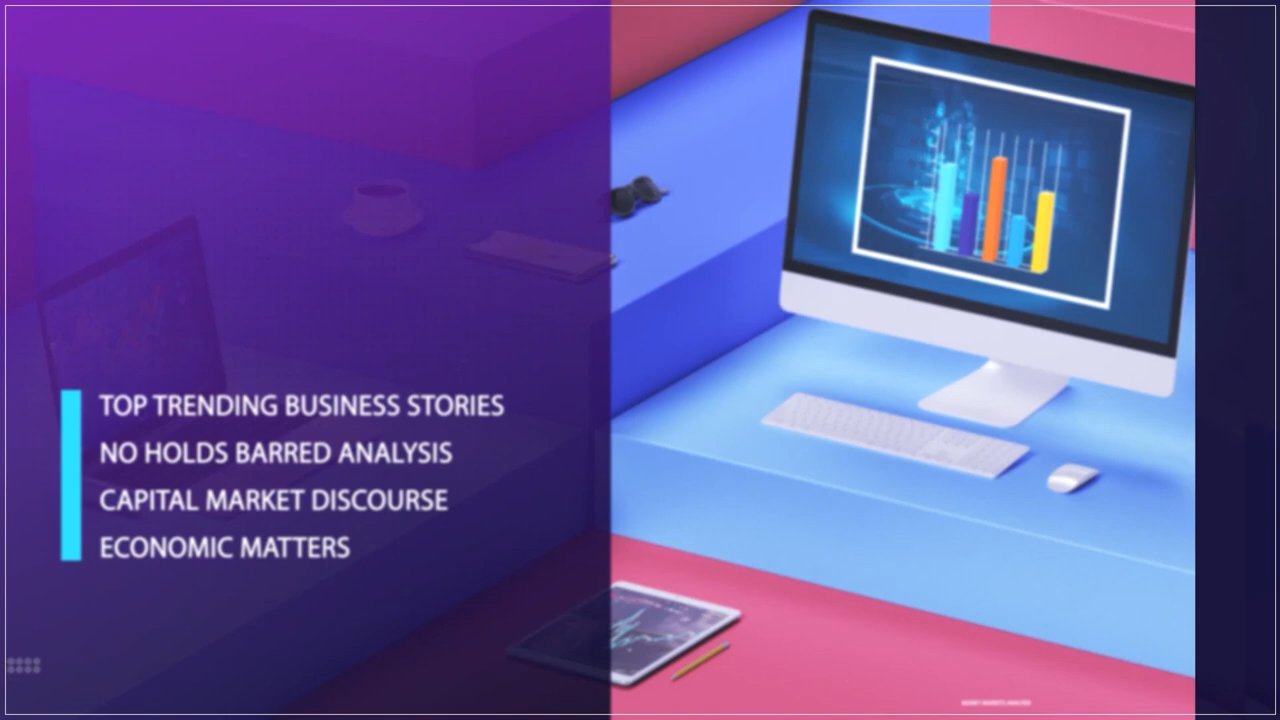 TOP TRENDING BUSINESS STORIES
NO HOLDS BARRED ANALYSIS
CAPITAL MARKET DISCOURSE
ECONOMIC MATTERS